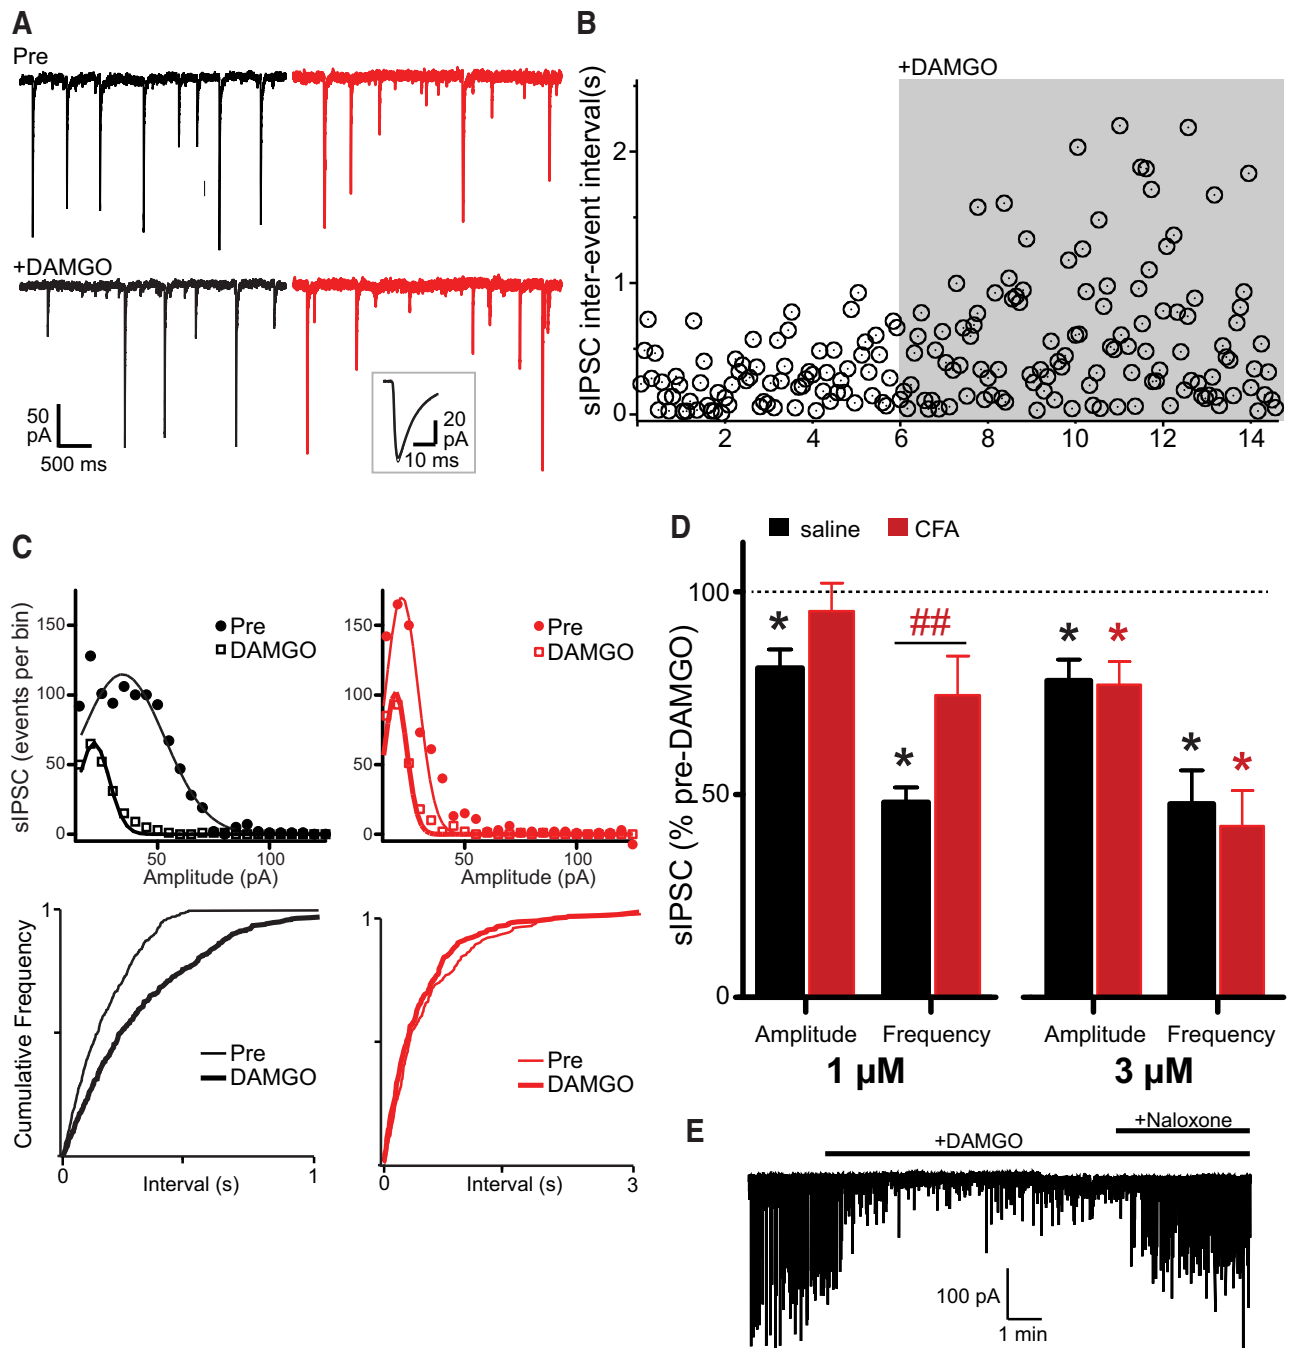 A
Pre
+DAMGO
50
pA
500 ms
20
pA
10 ms
B
+DAMGO
sIPSC inter-event interval(s)
2
1
0
2 4 6 8 10 12 14
C
sIPSC (events per bin)
150
100
50
0
Pre
DAMGO
50 100
Amplitude (pA)
150
100
50
0
Pre
DAMGO
50 100
Amplitude (pA)
Cumulative Frequency
1
Pre
DAMGO
0 1
Interval (s)
1
Pre
DAMGO
0 3
Interval (s)
D
saline CFA
sIPSC (% pre-DAMGO)
100
50
0
* ## * * * * *
Amplitude Frequency Amplitude Frequency
1 µM 3 µM
E
+Naloxone
+DAMGO
100 pA
1 min